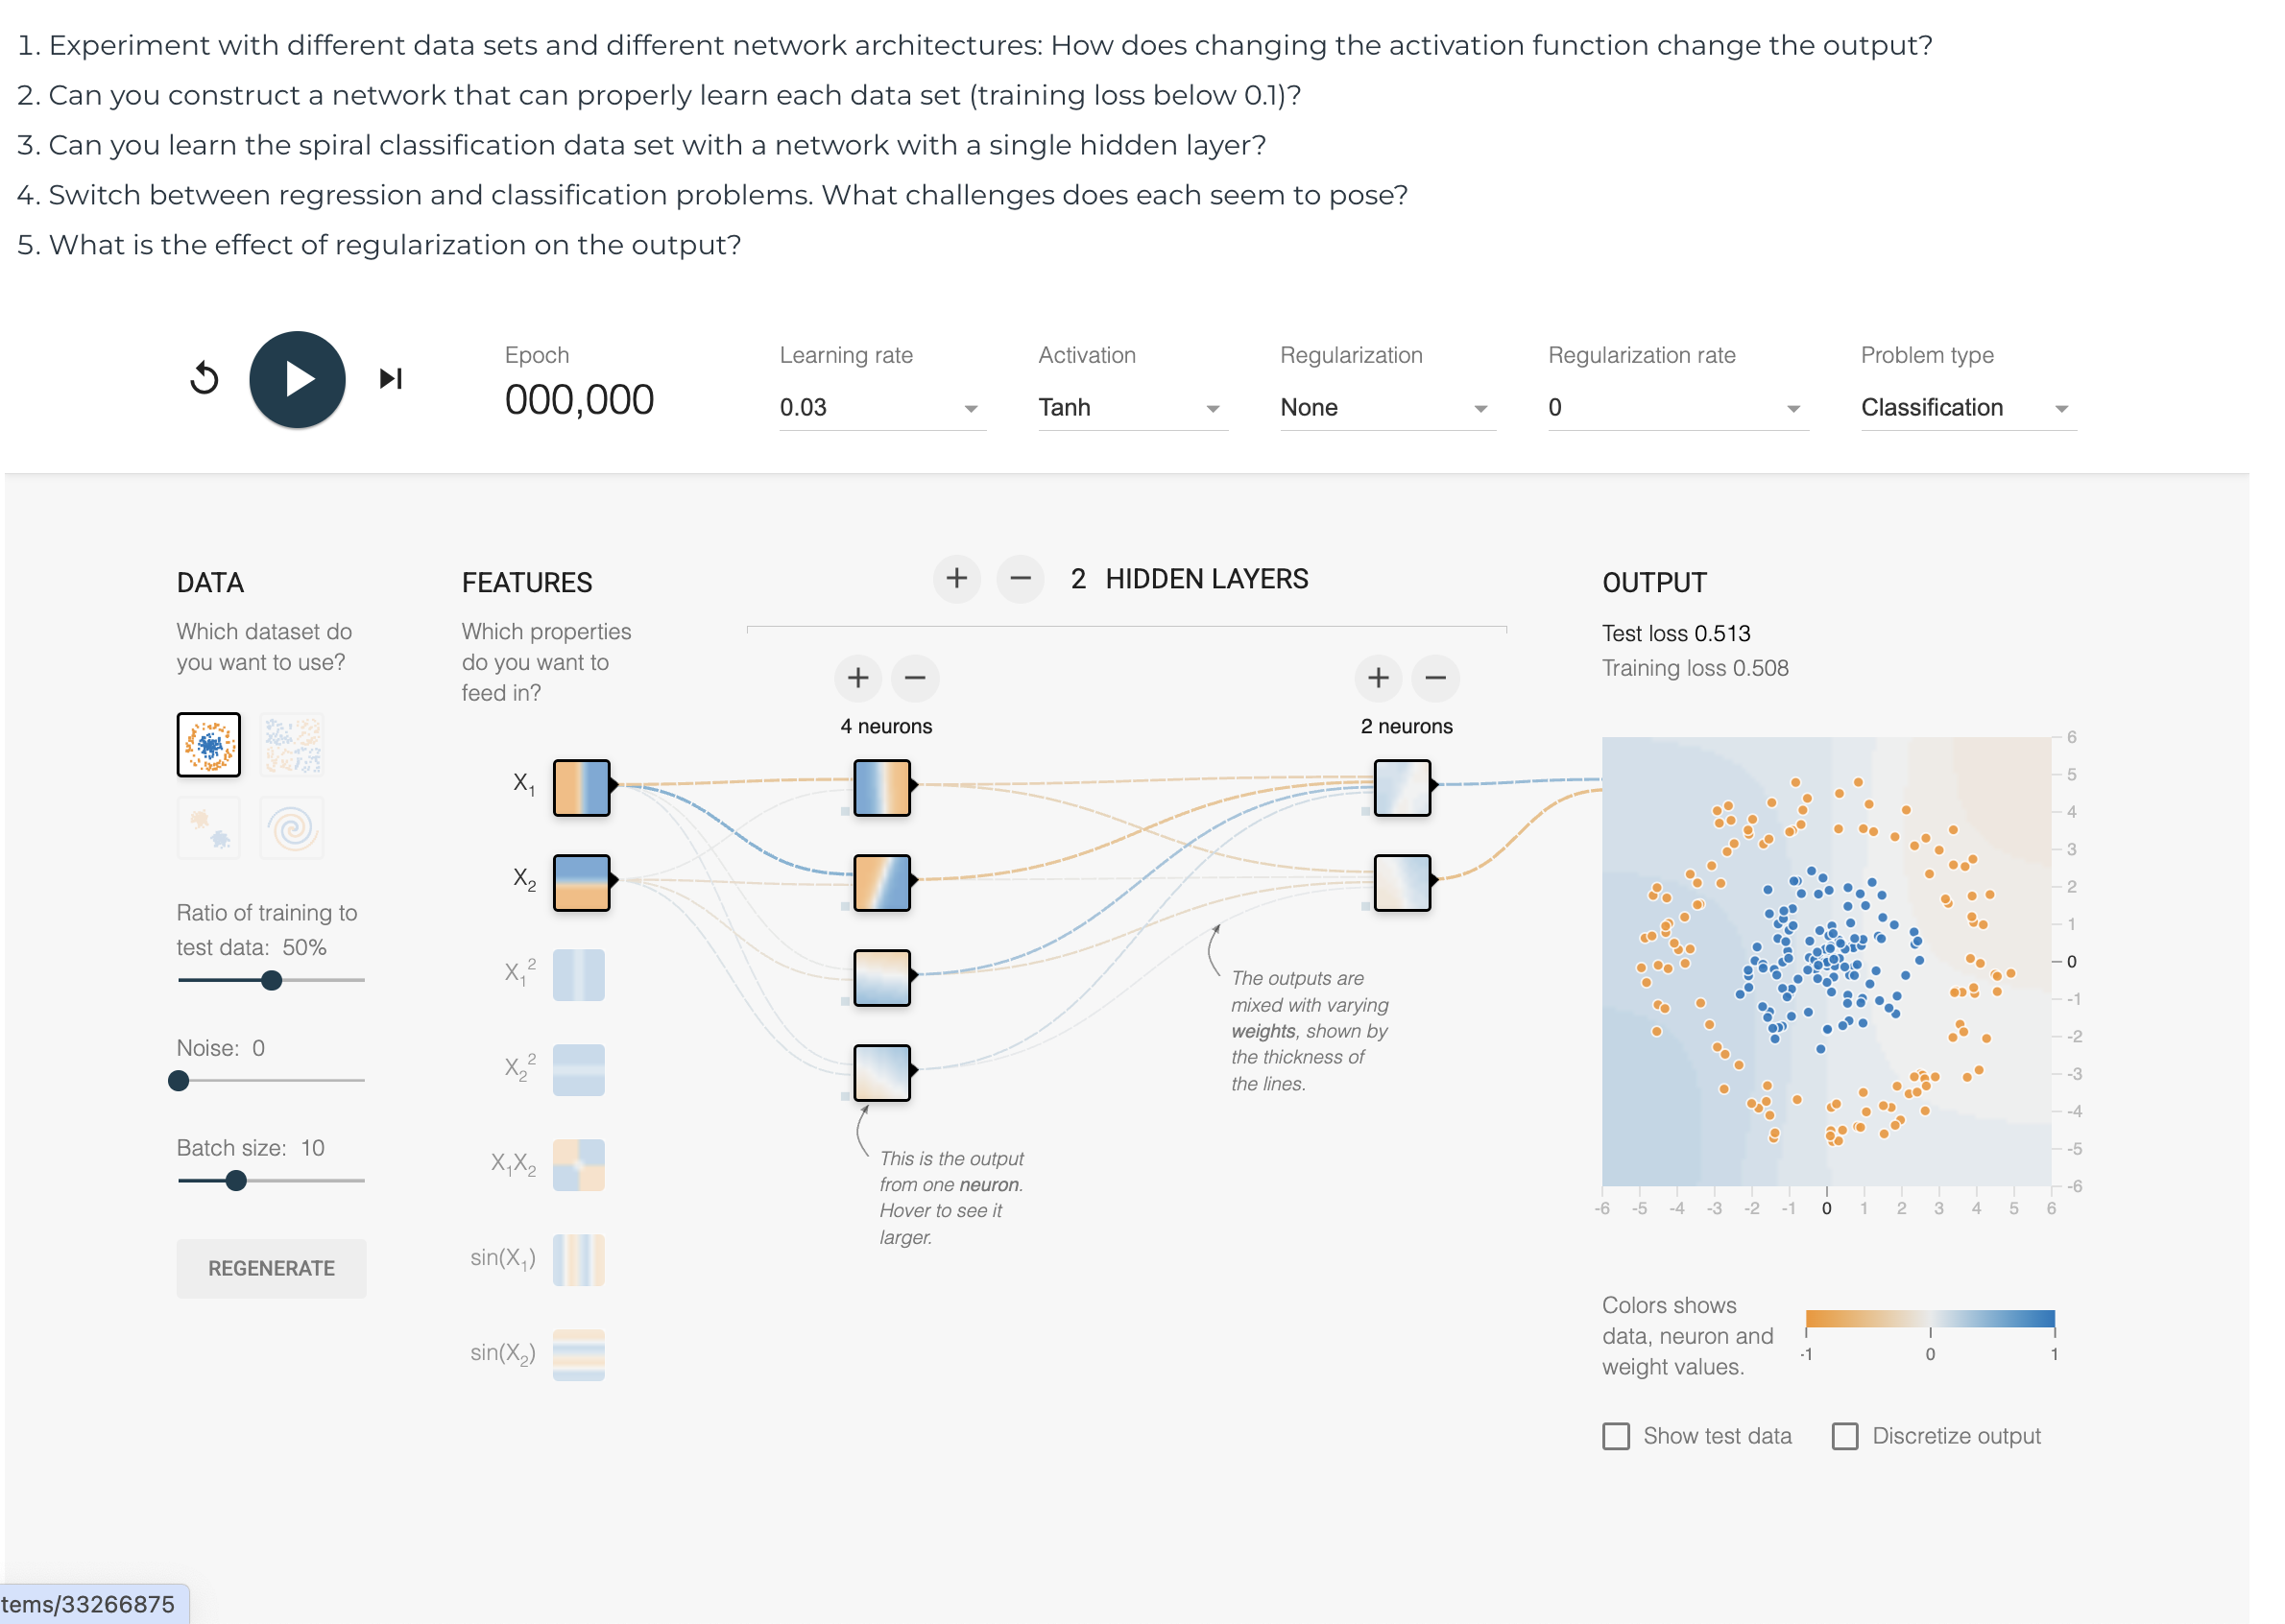 1. Experiment with different data sets and different network architectures: How does changing the activation function change the output?
2. Can you construct a network that can properly learn each data set (training loss below 0.1)?
3. Can you learn the spiral classification data set with a network with a single hidden layer?
4. Switch between regression and classification problems. What challenges does each seem to pose?
5. What is the effect of regularization on the output?
Epoch
000,000
Learning rate
0.03
Activation
Tanh
Regularization
None
Regularization rate
0
Problem type
Classification
DATA
Which dataset do
you want to use?
Ratio of training to
test data: 50%
Noise: 0
Batch size: 10
REGENERATE
FEATURES
Which properties
do you want to
feed in?
X₁
X₂
X₁²
X₂²
X₁X₂
sin(X₁)
sin(X₂)
+ − 2 HIDDEN LAYERS
+ −
4 neurons
+ −
2 neurons
This is the output
from one neuron.
Hover to see it
larger.
The outputs are
mixed with varying
weights, shown by
the thickness of
the lines.
OUTPUT
Test loss 0.513
Training loss 0.508
6
5
4
3
2
1
0
-1
-2
-3
-4
-5
-6
-6 -5 -4 -3 -2 -1 0 1 2 3 4 5 6
Colors shows
data, neuron and
weight values.
-1 0 1
Show test data
Discretize output
tems/33266875